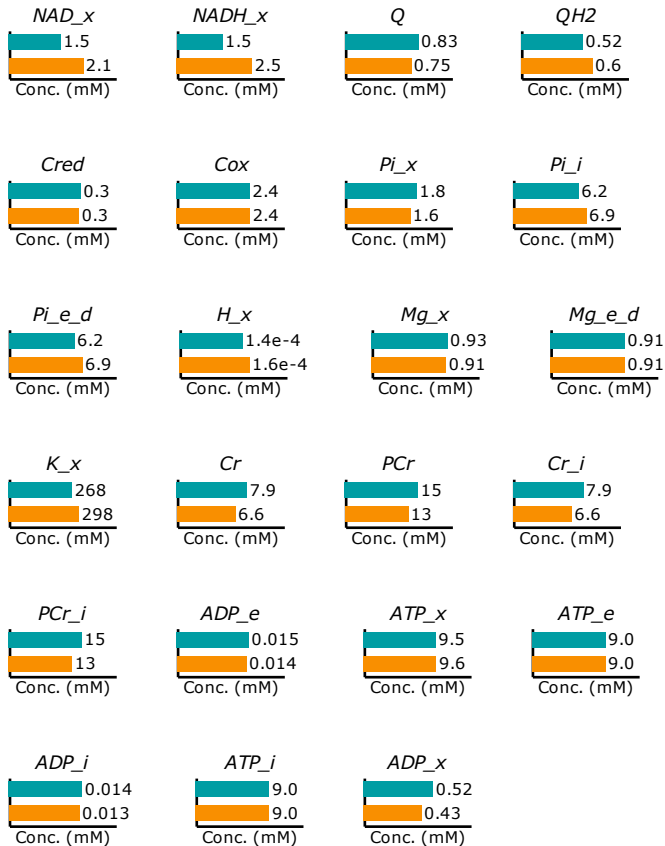 NAD_x
1.5
2.1
Conc. (mM)
NADH_x
1.5
2.5
Conc. (mM)
Q
0.83
0.75
Conc. (mM)
QH2
0.52
0.6
Conc. (mM)
Cred
0.3
0.3
Conc. (mM)
Cox
2.4
2.4
Conc. (mM)
Pi_x
1.8
1.6
Conc. (mM)
Pi_i
6.2
6.9
Conc. (mM)
Pi_e_d
6.2
6.9
Conc. (mM)
H_x
1.4e-4
1.6e-4
Conc. (mM)
Mg_x
0.93
0.91
Conc. (mM)
Mg_e_d
0.91
0.91
Conc. (mM)
K_x
268
298
Conc. (mM)
Cr
7.9
6.6
Conc. (mM)
PCr
15
13
Conc. (mM)
Cr_i
7.9
6.6
Conc. (mM)
PCr_i
15
13
Conc. (mM)
ADP_e
0.015
0.014
Conc. (mM)
ATP_x
9.5
9.6
Conc. (mM)
ATP_e
9.0
9.0
Conc. (mM)
ADP_i
0.014
0.013
Conc. (mM)
ATP_i
9.0
9.0
Conc. (mM)
ADP_x
0.52
0.43
Conc. (mM)